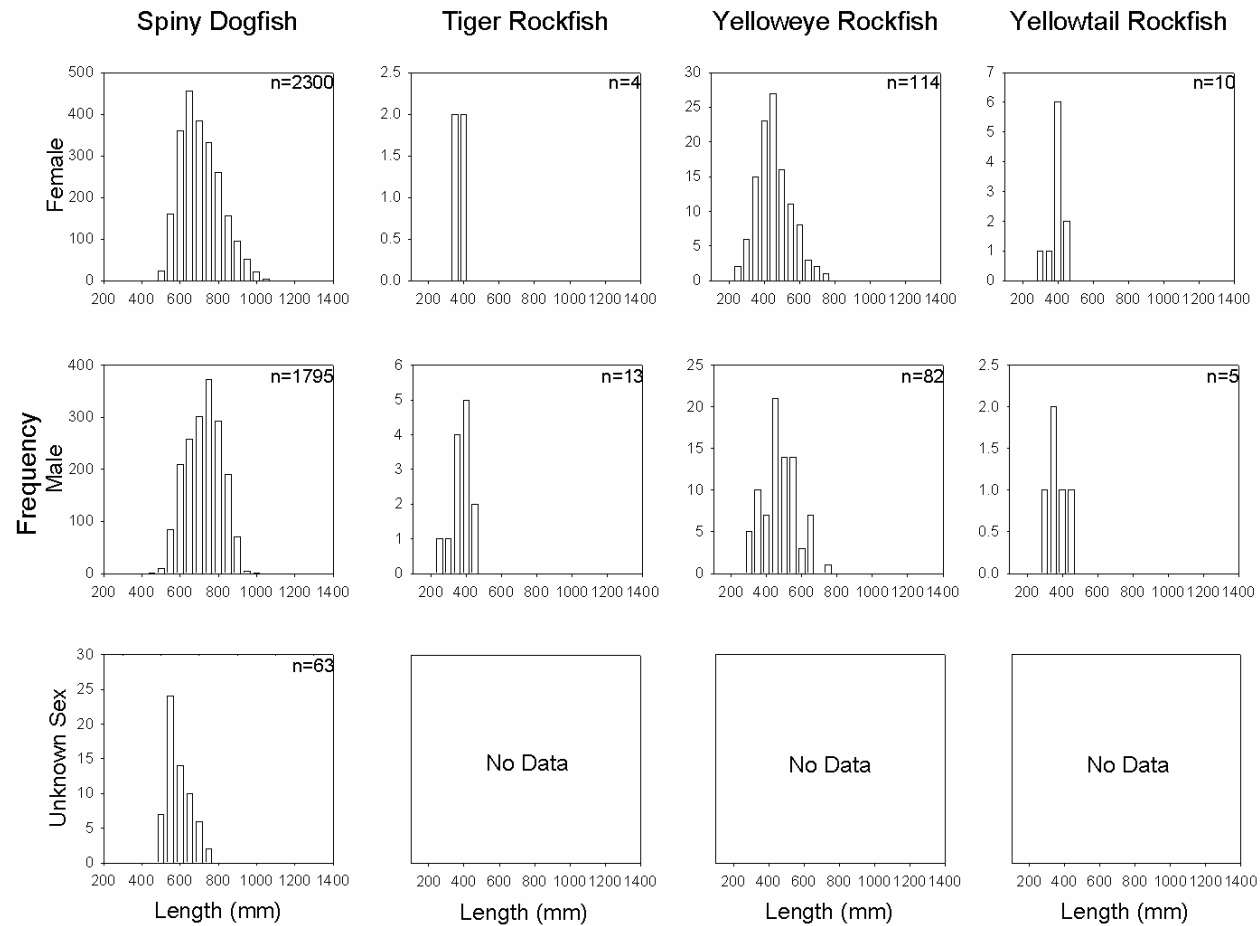 Spiny Dogfish Tiger Rockfish Yelloweye Rockfish Yellowtail Rockfish
Frequency
Female
500
400
300
200
100
0
n=2300
200 400 600 800 1000 1200 1400
2.5
2.0
1.5
1.0
0.5
0.0
n=4
200 400 600 800 1000 1200 1400
30
25
20
15
10
5
0
n=114
200 400 600 800 1000 1200 1400
7
6
5
4
3
2
1
0
n=10
200 400 600 800 1000 1200 1400
Male
400
300
200
100
0
n=1795
200 400 600 800 1000 1200 1400
6
5
4
3
2
1
0
n=13
200 400 600 800 1000 1200 1400
25
20
15
10
5
0
n=82
200 400 600 800 1000 1200 1400
2.5
2.0
1.5
1.0
0.5
0.0
n=5
200 400 600 800 1000 1200 1400
Unknown Sex
30
25
20
15
10
5
0
n=63
200 400 600 800 1000 1200 1400
Length (mm)
No Data
200 400 600 800 1000 1200 1400
Length (mm)
No Data
200 400 600 800 1000 1200 1400
Length (mm)
No Data
200 400 600 800 1000 1200 1400
Length (mm)